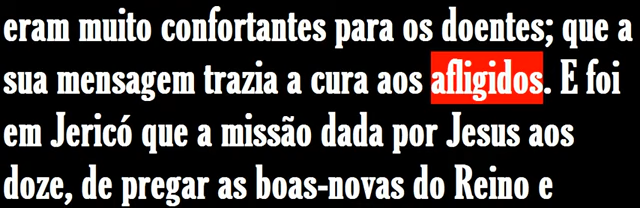 eram muito confortantes para os doentes; que a
sua mensagem trazia a cura aos afligidos. E foi
em Jericó que a missão dada por Jesus aos
doze, de pregar as boas-novas do Reino e